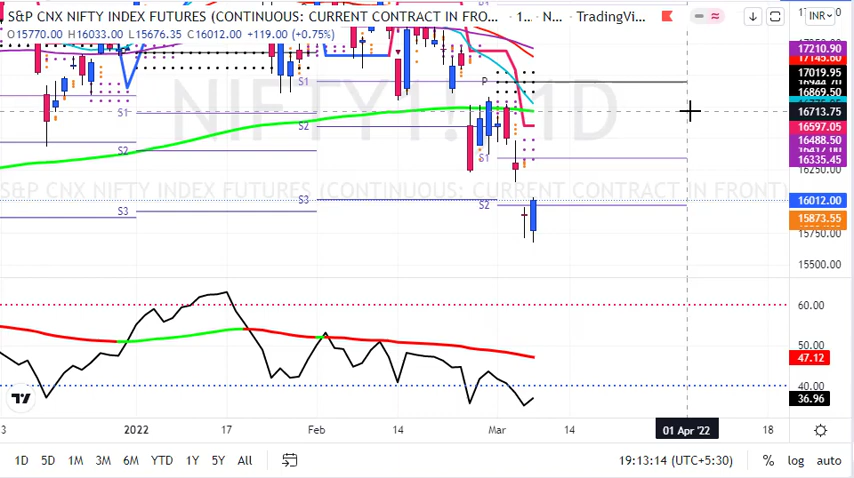 S&P CNX NIFTY INDEX FUTURES (CONTINUOUS: CURRENT CONTRACT IN FRO... · 1... · N... · TradingVi...
INR
O15770.00 H16033.00 L15676.35 C16012.00 +119.00 (+0.75%)
17210.90
17145.60
17019.95
16869.50
16713.75
16597.05
16488.50
16335.45
16250.00
16012.00
15873.55
15750.00
15500.00
NIFTY1!, 1D
S&P CNX NIFTY INDEX FUTURES (CONTINUOUS: CURRENT CONTRACT IN FRONT)
S1
S2
S3
S1
S1
S2
S3
P
S1
S2
60.00
50.00
47.12
40.00
36.96
3
2022
17
Feb
14
Mar
14
01 Apr '22
18
1D 5D 1M 3M 6M YTD 1Y 5Y All
19:13:14 (UTC+5:30)
% log auto